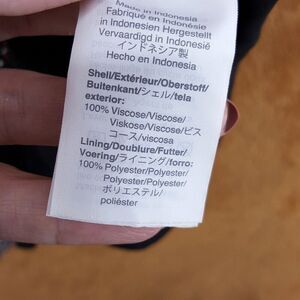 Made in Indonesia
Fabriqué en Indonésie
in Indonesien Hergestellt
Vervaardigd in Indonesië
インドネシア製
Hecho en Indonesia
Shell/Extérieur/Oberstoff/
Buitenkant/シェル/tela
exterior:
100% Viscose/Viscose/
Viskose/Viscose/ビス
コース/viscosa
Lining/Doublure/Futter/
Voering/ライニング/forro:
100% Polyester/Polyester/
Polyester/Polyester/
ポリエステル/
poliéster